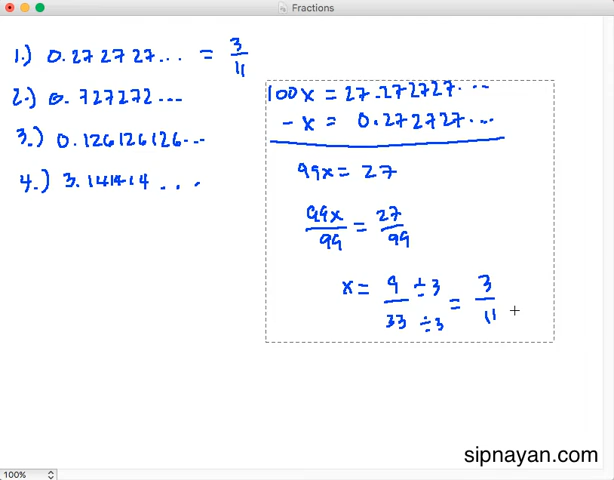 Fractions
1.) 0.272727... = 3/11
2.) 0.727272...
3.) 0.126126126...
4.) 3.141414...
100x = 27.272727...
- x = 0.272727...
99x = 27
99x/99 = 27/99
x = 9/33 ÷3/÷3 = 3/11
sipnayan.com
100%